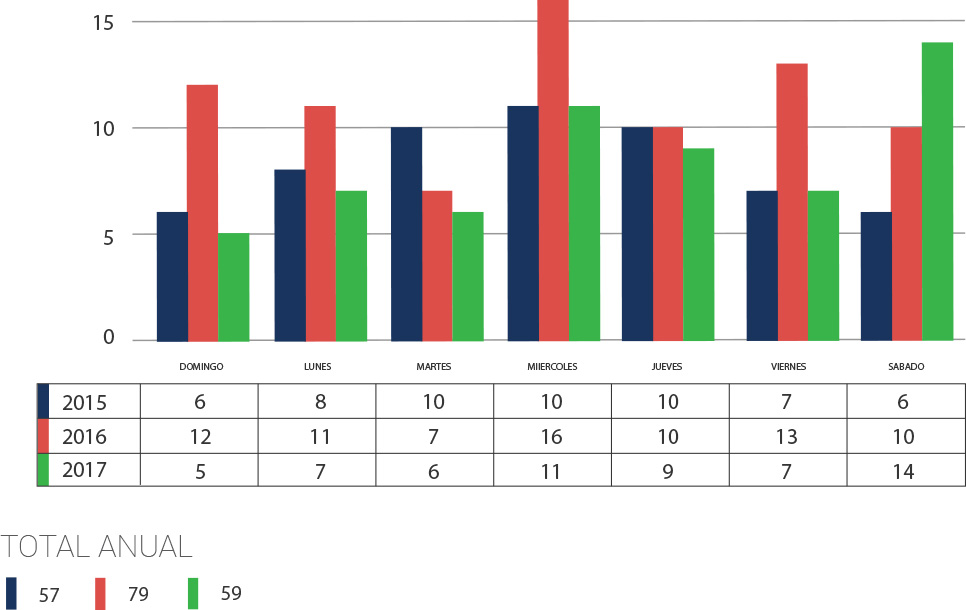 15
10
5
0
DOMINGO LUNES MARTES MIIERCOLES JUEVES VIERNES SABADO
2015 6 8 10 10 10 7 6
2016 12 11 7 16 10 13 10
2017 5 7 6 11 9 7 14
TOTAL ANUAL
57 79 59